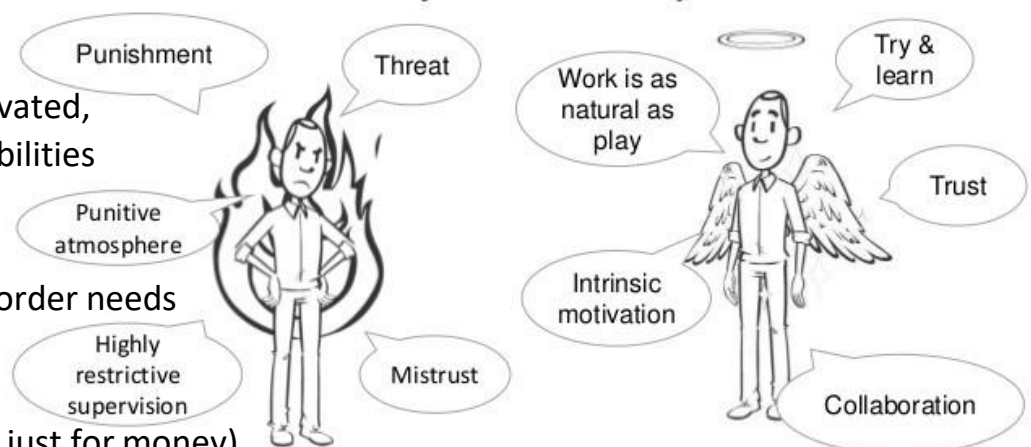 Punishment
Threat
vated,
bilities
Punitive
atmosphere
order needs
Highly
restrictive
supervision
Mistrust
just for money)
Work is as
natural as
play
Try &
learn
Trust
Intrinsic
motivation
Collaboration